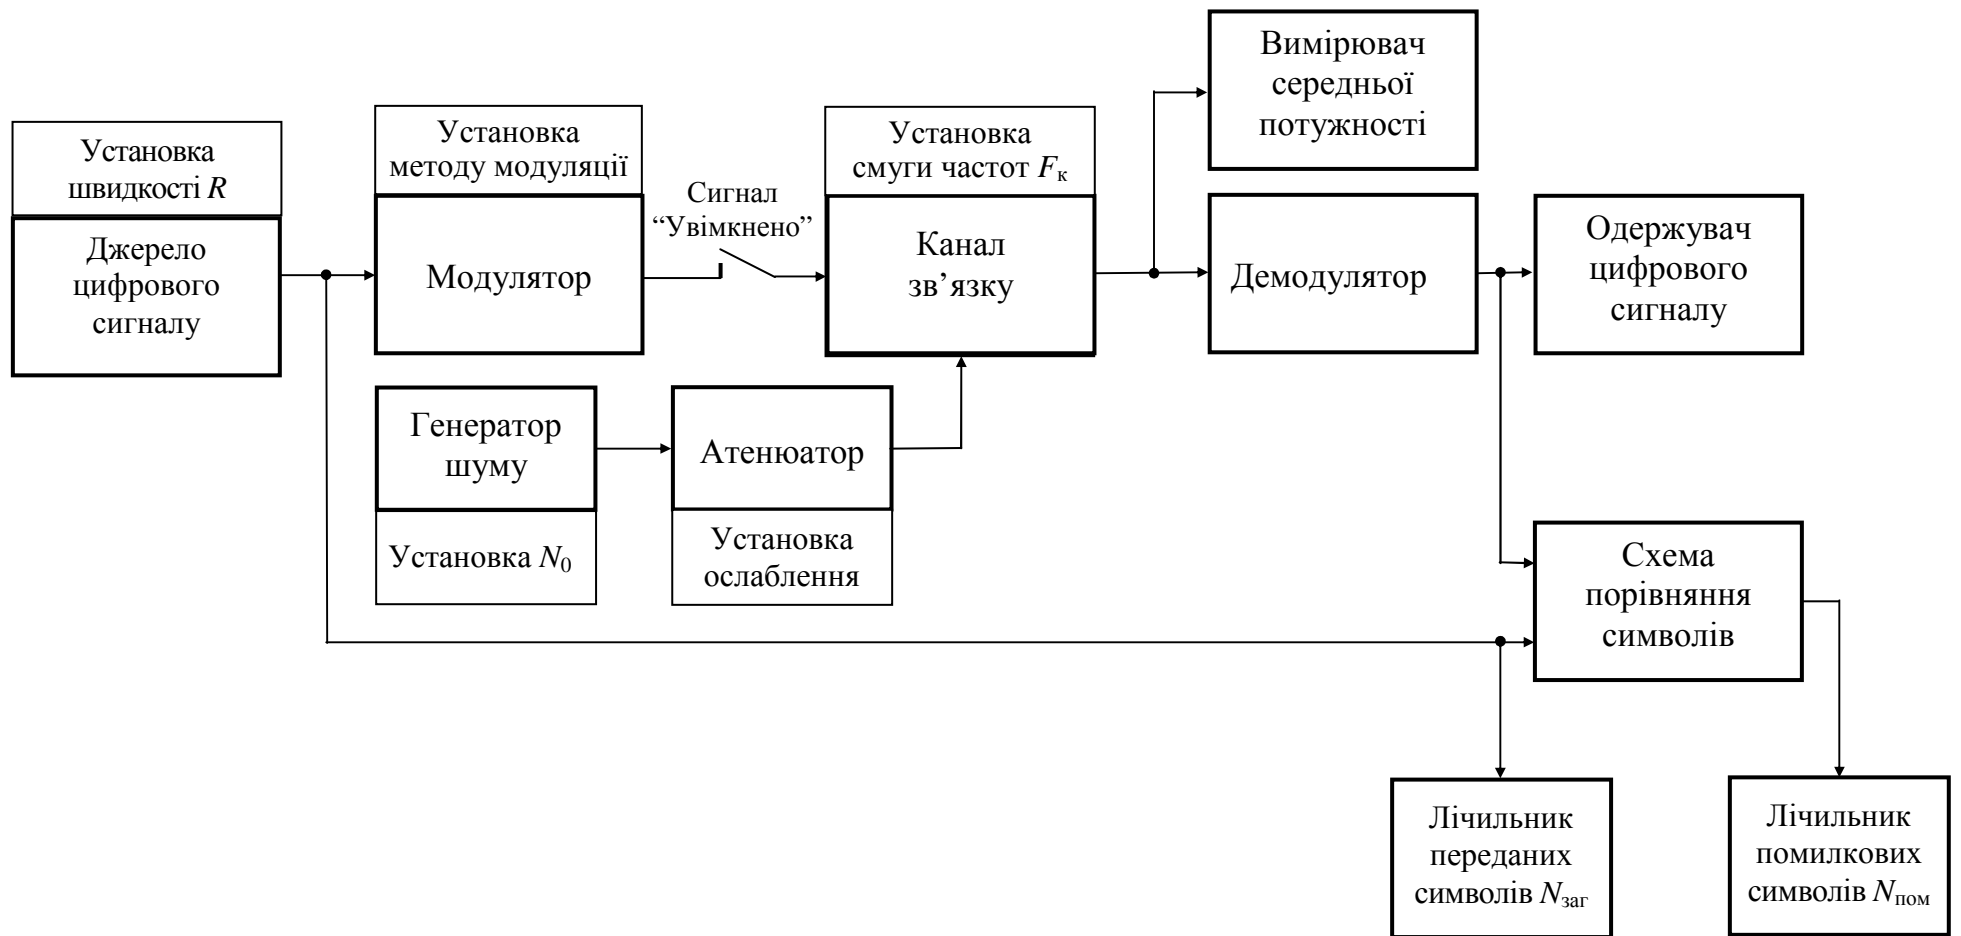 Вимірювач
середньої
потужності
Установка
швидкості R
Установка
методу модуляції
Сигнал
“Увімкнено”
Установка
смуги частот Fк
Джерело
цифрового
сигналу
Модулятор
Канал
зв’язку
Демодулятор
Одержувач
цифрового
сигналу
Генератор
шуму
Атенюатор
Установка N0
Установка
ослаблення
Схема
порівняння
символів
Лічильник
переданих
символів Nзаг
Лічильник
помилкових
символів Nпом